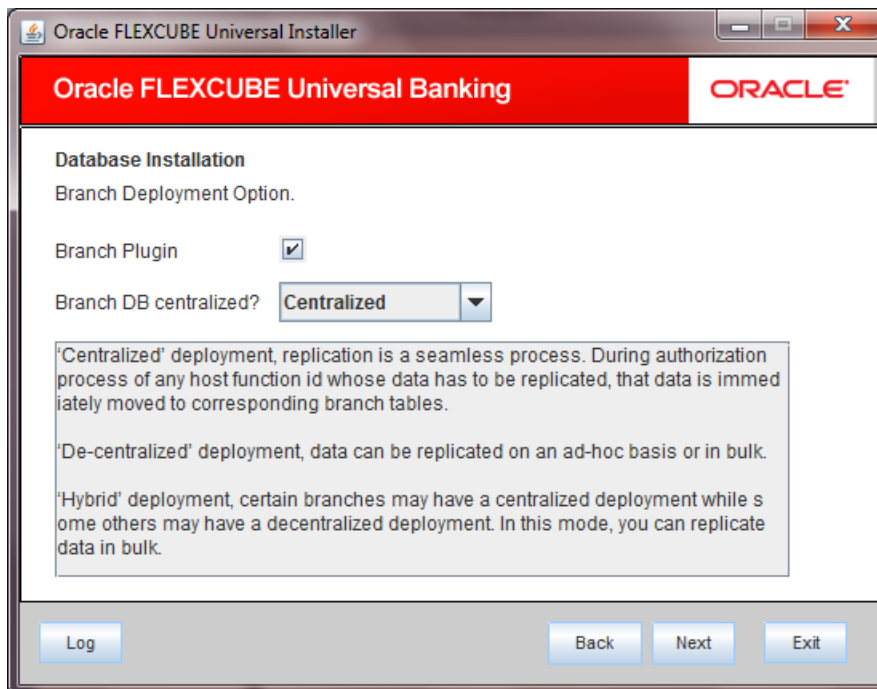 Oracle FLEXCUBE Universal Installer
Oracle FLEXCUBE Universal Banking
ORACLE®
Database Installation
Branch Deployment Option.
Branch Plugin
Branch DB centralized? Centralized
'Centralized' deployment, replication is a seamless process. During authorization
process of any host function id whose data has to be replicated, that data is immed
iately moved to corresponding branch tables.
'De-centralized' deployment, data can be replicated on an ad-hoc basis or in bulk.
'Hybrid' deployment, certain branches may have a centralized deployment while s
ome others may have a decentralized deployment. In this mode, you can replicate
data in bulk.
Log Back Next Exit